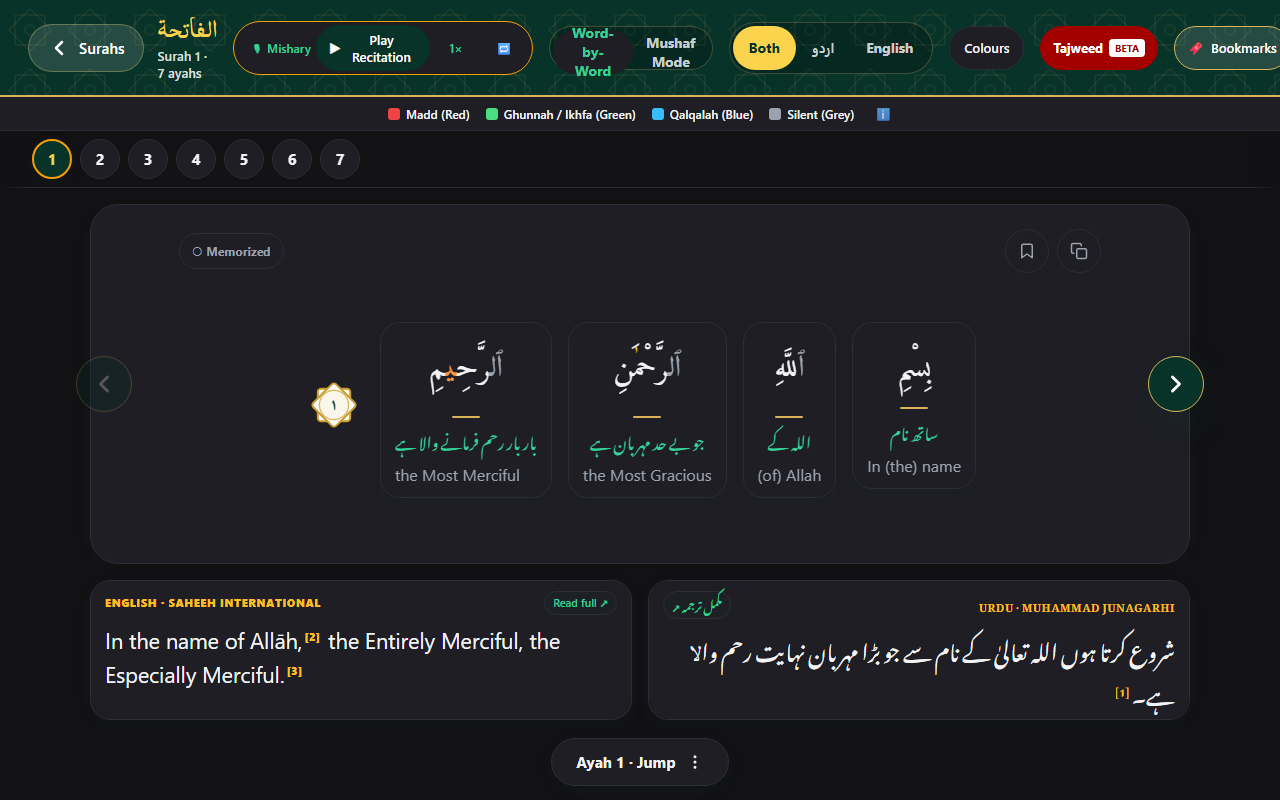 Surahs
الفاتحة
Surah 1 ·
7 ayahs
Mishary
Play
Recitation
1×
Word-
by-
Word
Mushaf
Mode
Both
اردو
English
Colours
Tajweed BETA
Bookmarks
Madd (Red)
Ghunnah / Ikhfa (Green)
Qalqalah (Blue)
Silent (Grey)
1 2 3 4 5 6 7
Memorized
بِسْمِ ٱللَّهِ ٱلرَّحْمَٰنِ ٱلرَّحِيمِ ١
ساتھ نام
In (the) name
اللہ کے
(of) Allah
جو بے حد مہربان ہے
the Most Gracious
بار بار رحم فرمانے والا ہے
the Most Merciful
ENGLISH · SAHEEH INTERNATIONAL
Read full ↗
In the name of Allāh,[2] the Entirely Merciful, the
Especially Merciful.[3]
URDU · MUHAMMAD JUNAGARHI
مکمل ترجمہ ↗
شروع کرتا ہوں اللہ تعالیٰ کے نام سے جو بڑا مہربان نہایت رحم والا
ہے۔[1]
Ayah 1 · Jump